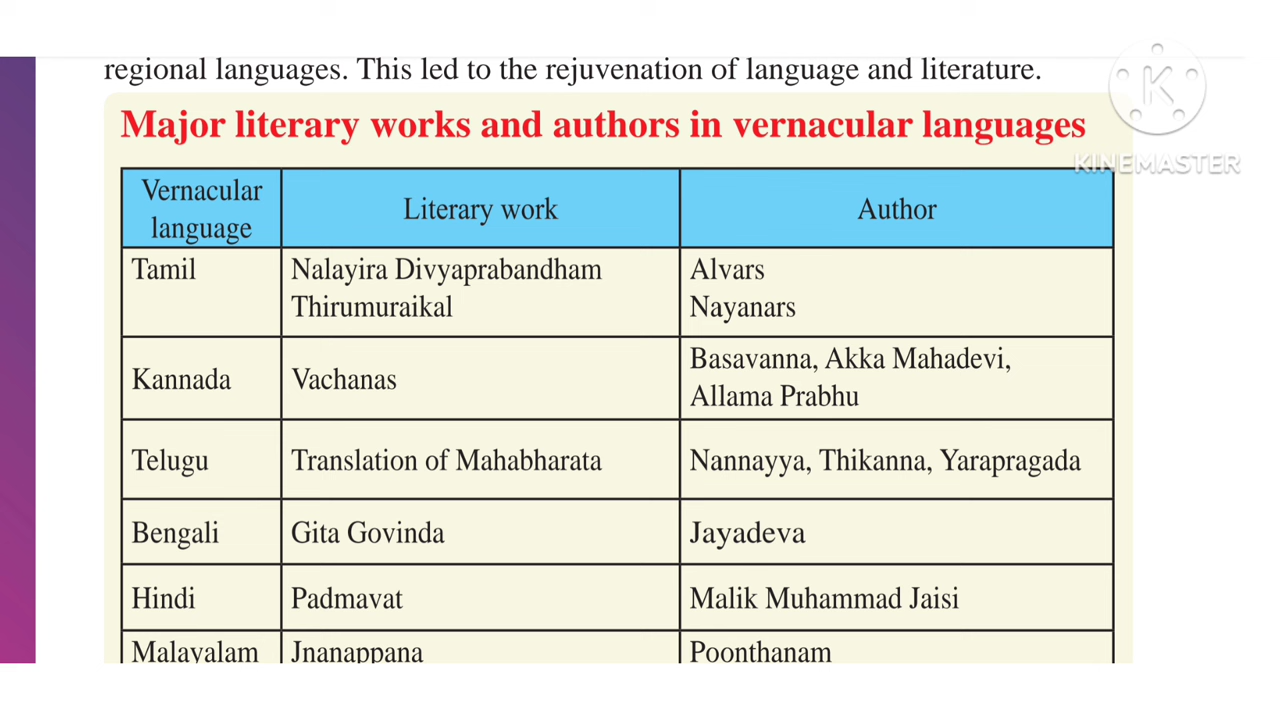 regional languages. This led to the rejuvenation of language and literature.
Major literary works and authors in vernacular languages
KINEMASTER
Vernacular language Literary work Author
Tamil Nalayira Divyaprabandham Alvars
Thirumuraikal Nayanars
Kannada Vachanas Basavanna, Akka Mahadevi,
Allama Prabhu
Telugu Translation of Mahabharata Nannayya, Thikanna, Yarapragada
Bengali Gita Govinda Jayadeva
Hindi Padmavat Malik Muhammad Jaisi
Malayalam Jnanappana Poonthanam